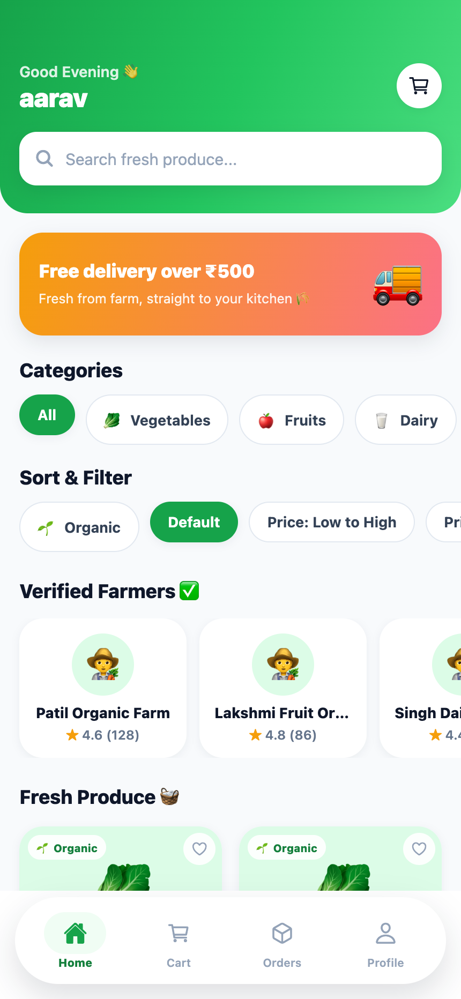 Good Evening 👋
aarav
Search fresh produce...
Free delivery over ₹500
Fresh from farm, straight to your kitchen 🌾
Categories
All
🥬 Vegetables
🍎 Fruits
🥛 Dairy
Sort & Filter
🌱 Organic
Default
Price: Low to High
Pri
Verified Farmers ✅
Patil Organic Farm
★ 4.6 (128)
Lakshmi Fruit Or...
★ 4.8 (86)
Singh Dai
★ 4.4
Fresh Produce 🧺
🌱 Organic
🌱 Organic
Home
Cart
Orders
Profile